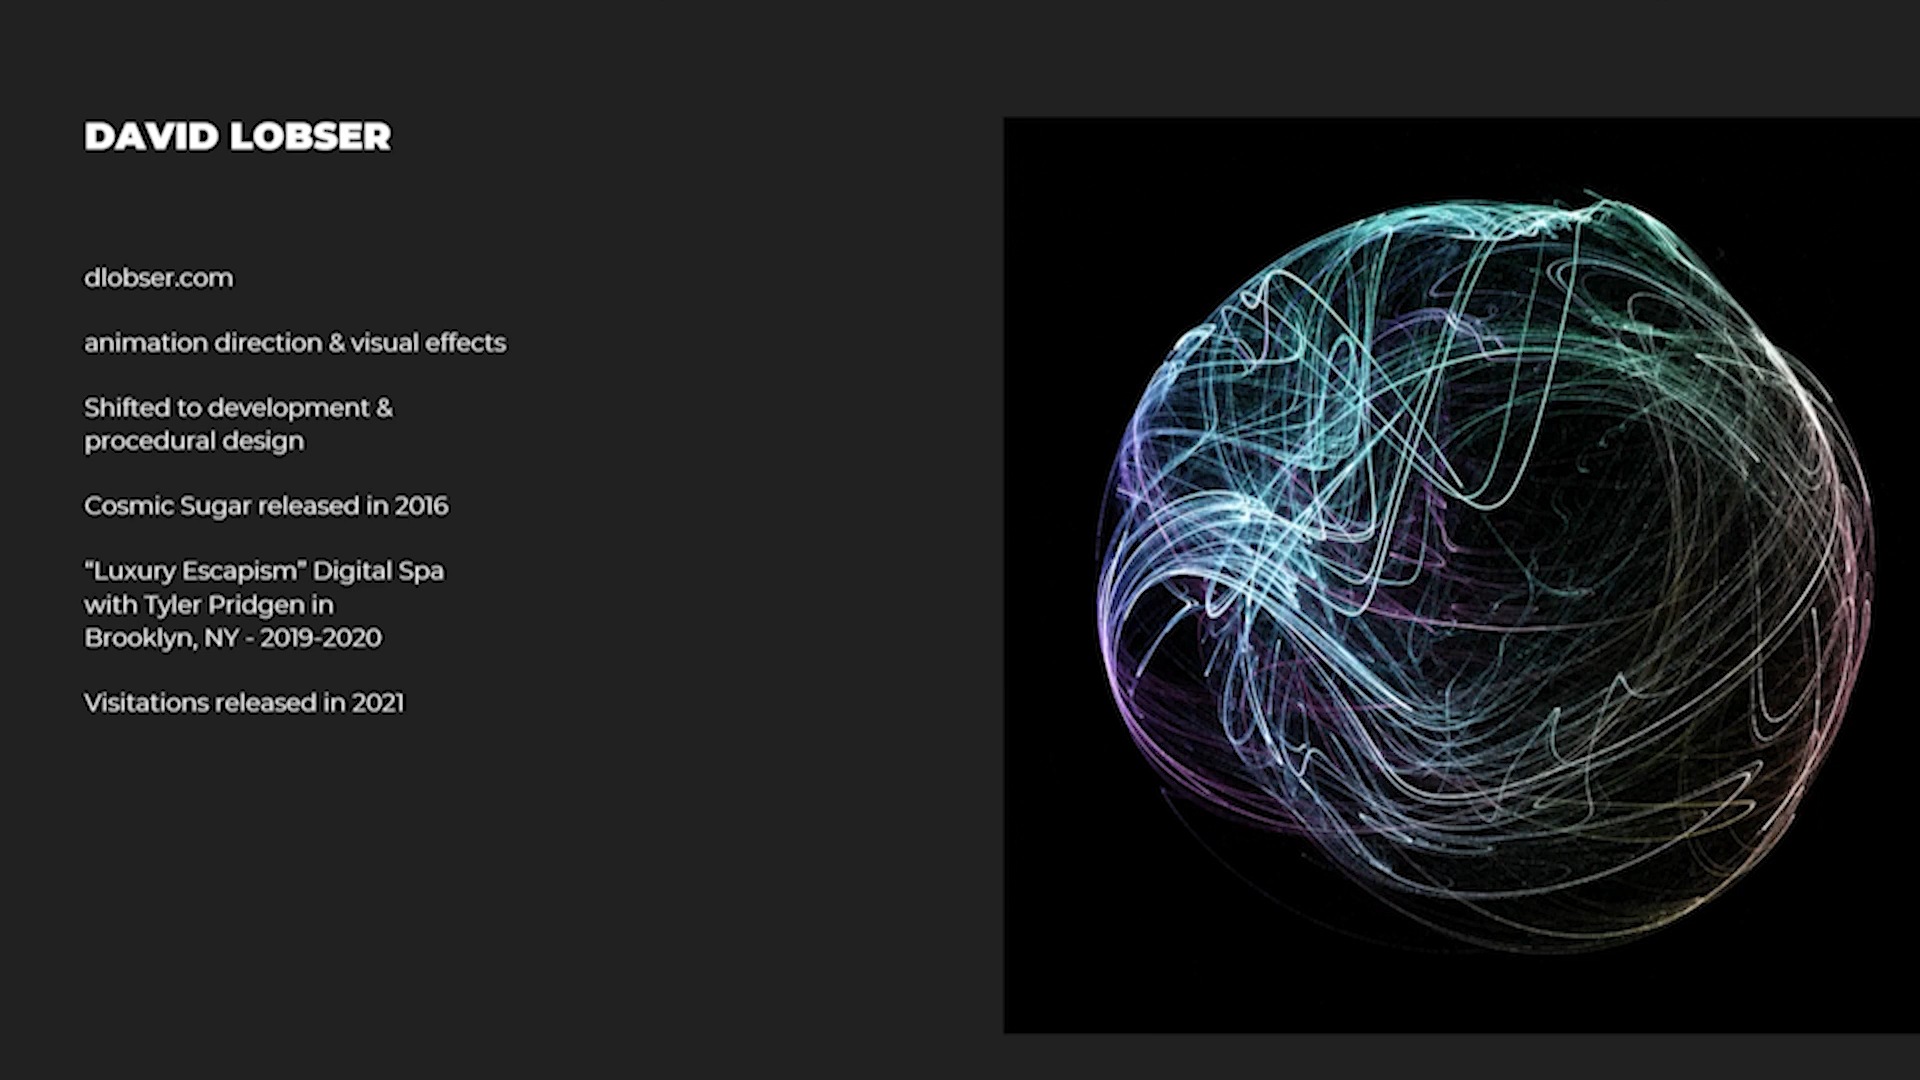 DAVID LOBSER
dlobser.com
animation direction & visual effects
Shifted to development &
procedural design
Cosmic Sugar released in 2016
“Luxury Escapism” Digital Spa
with Tyler Pridgen in
Brooklyn, NY - 2019-2020
Visitations released in 2021